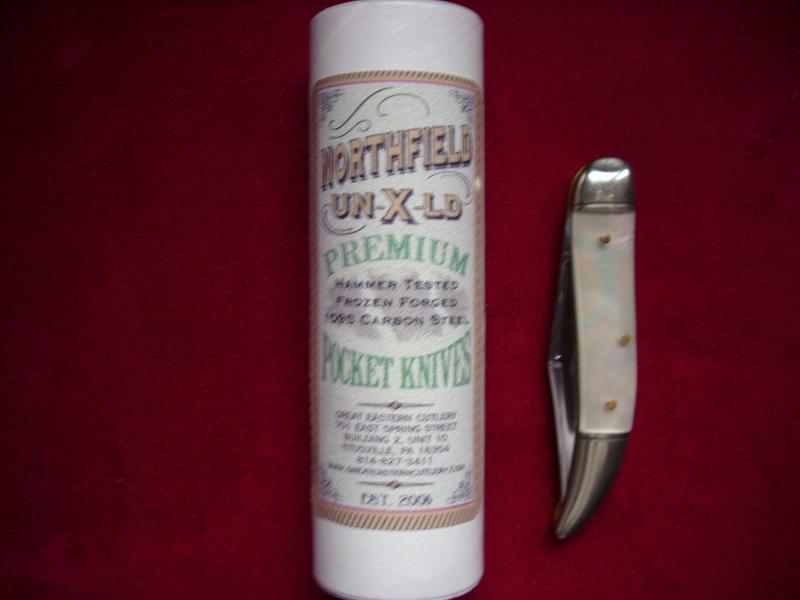 NORTHFIELD
UN-X-LD
PREMIUM
HAMMER TESTED
FROZEN FORGED
1095 CARBON STEEL
POCKET KNIVES
GREAT EASTERN CUTLERY
701 EAST SPRING STREET
BUILDING 2, UNIT 10
TITUSVILLE, PA 16354
814-827-3411
WWW.GREATEASTERNCUTLERY.COM
EST. 2006